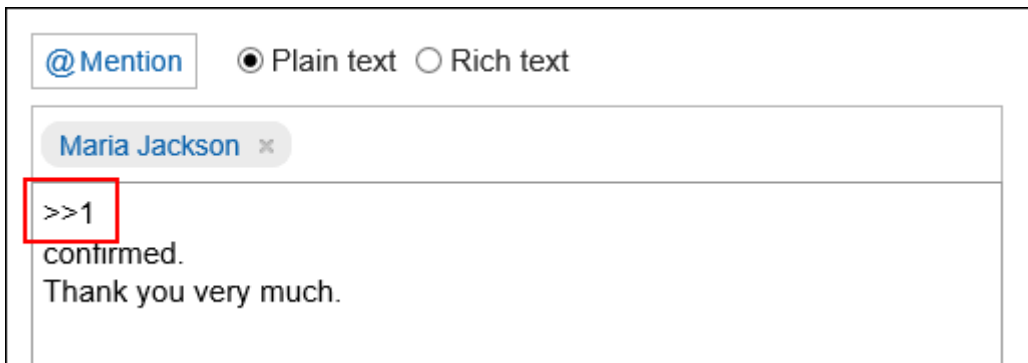 @Mention Plain text Rich text
Maria Jackson ×
>>1
confirmed.
Thank you very much.